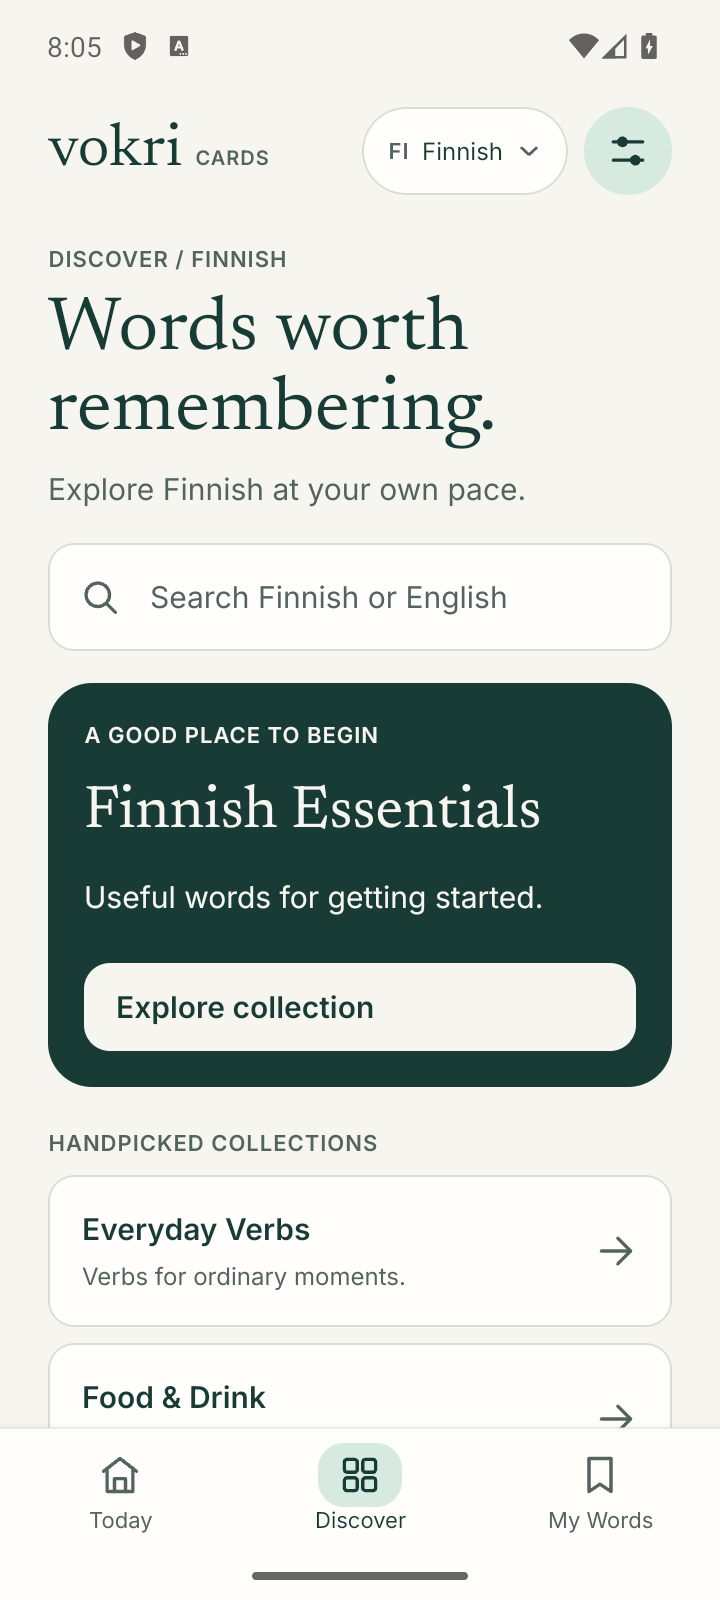 8:05
vokri CARDS
FI Finnish
DISCOVER / FINNISH
Words worth
remembering.
Explore Finnish at your own pace.
Search Finnish or English
A GOOD PLACE TO BEGIN
Finnish Essentials
Useful words for getting started.
Explore collection
HANDPICKED COLLECTIONS
Everyday Verbs
Verbs for ordinary moments.
Food & Drink
Today
Discover
My Words